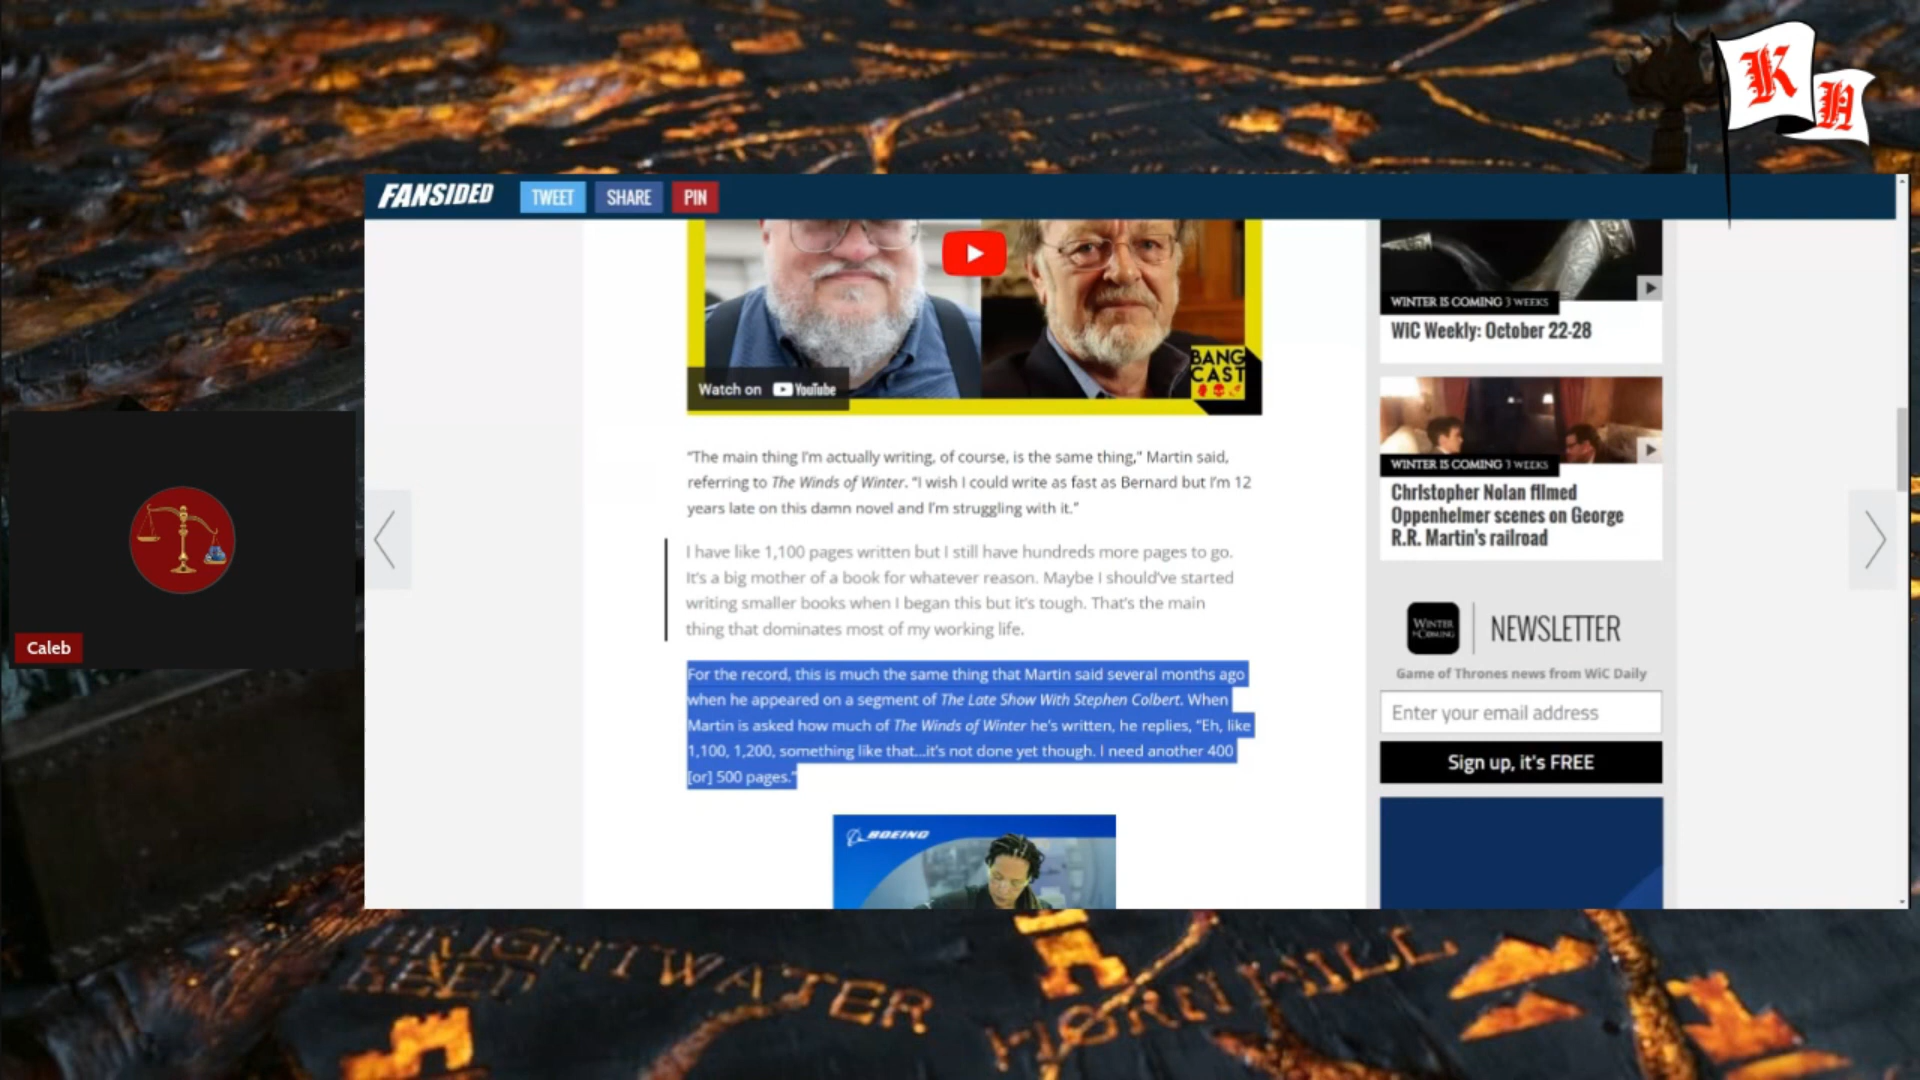 K
H
FANSIDED
TWEET
SHARE
PIN
BANG
CAST
Watch on YouTube
"The main thing I'm actually writing, of course, is the same thing," Martin said,
referring to The Winds of Winter. "I wish I could write as fast as Bernard but I'm 12
years late on this damn novel and I'm struggling with it."
I have like 1,100 pages written but I still have hundreds more pages to go.
It's a big mother of a book for whatever reason. Maybe I should've started
writing smaller books when I began this but it's tough. That's the main
thing that dominates most of my working life.
For the record, this is much the same thing that Martin said several months ago
when he appeared on a segment of The Late Show With Stephen Colbert. When
Martin is asked how much of The Winds of Winter he's written, he replies, "Eh, like
1,100, 1,200, something like that...it's not done yet though. I need another 400
[or] 500 pages."
BOEING
WINTER IS COMING 3 WEEKS
WIC Weekly: October 22-28
WINTER IS COMING 3 WEEKS
Christopher Nolan filmed
Oppenheimer scenes on George
R.R. Martin's railroad
WINTER
IS COMING
NEWSLETTER
Game of Thrones news from WiC Daily
Enter your email address
Sign up, it's FREE
Caleb
BRIGHTWATER
KEEP
HORN HILL